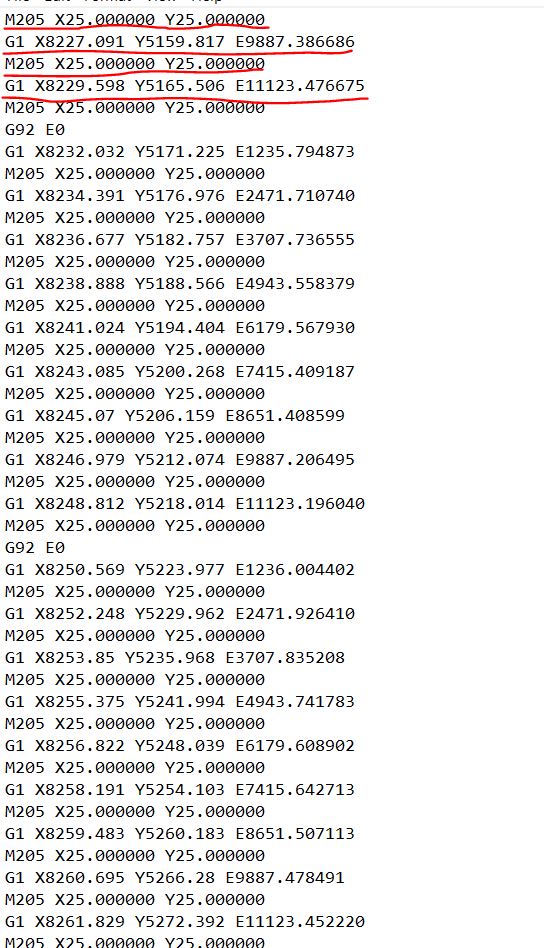 M205 X25.000000 Y25.000000
G1 X8227.091 Y5159.817 E9887.386686
M205 X25.000000 Y25.000000
G1 X8229.598 Y5165.506 E11123.476675
M205 X25.000000 Y25.000000
G92 E0
G1 X8232.032 Y5171.225 E1235.794873
M205 X25.000000 Y25.000000
G1 X8234.391 Y5176.976 E2471.710740
M205 X25.000000 Y25.000000
G1 X8236.677 Y5182.757 E3707.736555
M205 X25.000000 Y25.000000
G1 X8238.888 Y5188.566 E4943.558379
M205 X25.000000 Y25.000000
G1 X8241.024 Y5194.404 E6179.567930
M205 X25.000000 Y25.000000
G1 X8243.085 Y5200.268 E7415.409187
M205 X25.000000 Y25.000000
G1 X8245.07 Y5206.159 E8651.408599
M205 X25.000000 Y25.000000
G1 X8246.979 Y5212.074 E9887.206495
M205 X25.000000 Y25.000000
G1 X8248.812 Y5218.014 E11123.196040
M205 X25.000000 Y25.000000
G92 E0
G1 X8250.569 Y5223.977 E1236.004402
M205 X25.000000 Y25.000000
G1 X8252.248 Y5229.962 E2471.926410
M205 X25.000000 Y25.000000
G1 X8253.85 Y5235.968 E3707.835208
M205 X25.000000 Y25.000000
G1 X8255.375 Y5241.994 E4943.741783
M205 X25.000000 Y25.000000
G1 X8256.822 Y5248.039 E6179.608902
M205 X25.000000 Y25.000000
G1 X8258.191 Y5254.103 E7415.642713
M205 X25.000000 Y25.000000
G1 X8259.483 Y5260.183 E8651.507113
M205 X25.000000 Y25.000000
G1 X8260.695 Y5266.28 E9887.478491
M205 X25.000000 Y25.000000
G1 X8261.829 Y5272.392 E11123.452220
M205 X25.000000 Y25.000000